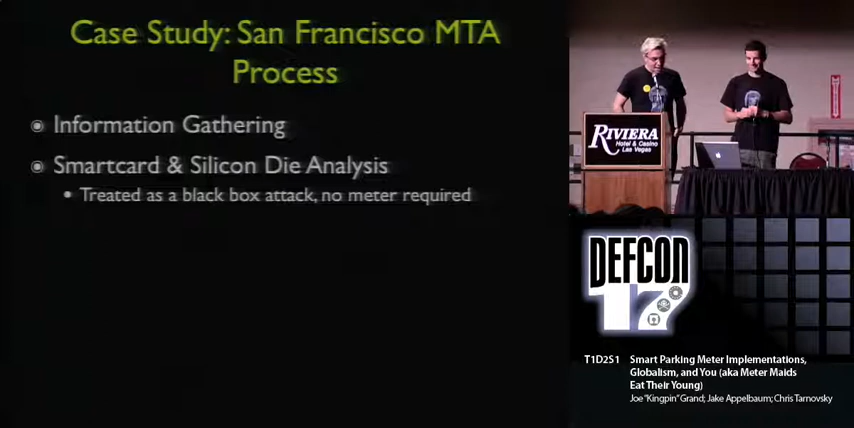 Case Study: San Francisco MTA
Process
Information Gathering
Smartcard & Silicon Die Analysis
Treated as a black box attack, no meter required
RIVIERA
Hotel & Casino
Las Vegas
DEFCON
17
T1D2S1 Smart Parking Meter Implementations,
Globalism, and You (aka Meter Maids
Eat Their Young)
Joe "Kingpin" Grand; Jake Appelbaum; Chris Tarnovsky